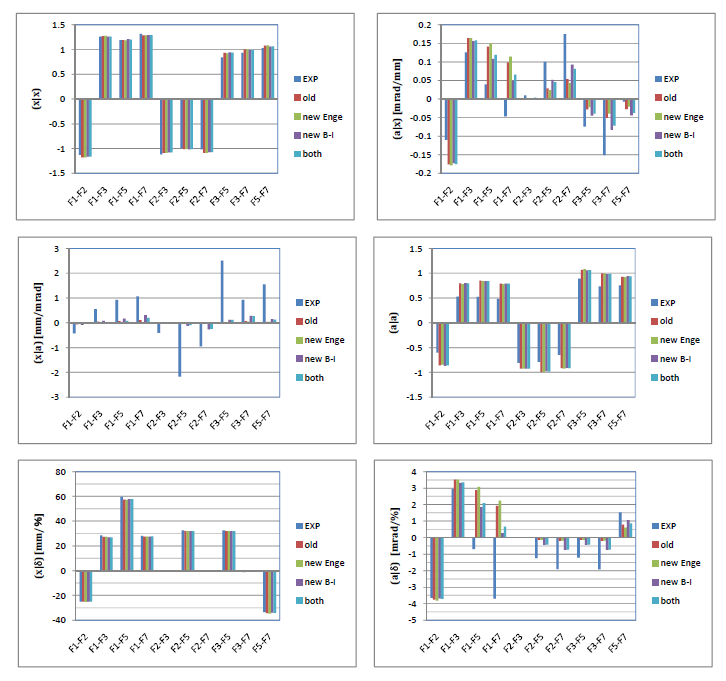 1.5
1
0.5
0
-0.5
-1
-1.5
(x|x)
F1-F2
F1-F3
F1-F5
F1-F7
F2-F3
F2-F5
F2-F7
F3-F5
F3-F7
F5-F7
EXP
old
new Enge
new B-I
both
0.2
0.15
0.1
0.05
0
-0.05
-0.1
-0.15
-0.2
(a|x) [mrad/mm]
F1-F2
F1-F3
F1-F5
F1-F7
F2-F3
F2-F5
F2-F7
F3-F5
F3-F7
F5-F7
EXP
old
new Enge
new B-I
both
3
2
1
0
-1
-2
-3
(x|a) [mm/mrad]
F1-F2
F1-F3
F1-F5
F1-F7
F2-F3
F2-F5
F2-F7
F3-F5
F3-F7
F5-F7
EXP
old
new Enge
new B-I
both
1.5
1
0.5
0
-0.5
-1
-1.5
(a|a)
F1-F2
F1-F3
F1-F5
F1-F7
F2-F3
F2-F5
F2-F7
F3-F5
F3-F7
F5-F7
EXP
old
new Enge
new B-I
both
80
60
40
20
0
-20
-40
(x|δ) [mm/%]
F1-F2
F1-F3
F1-F5
F1-F7
F2-F3
F2-F5
F2-F7
F3-F5
F3-F7
F5-F7
EXP
old
new Enge
new B-I
both
4
3
2
1
0
-1
-2
-3
-4
-5
(a|δ) [mrad/%]
F1-F2
F1-F3
F1-F5
F1-F7
F2-F3
F2-F5
F2-F7
F3-F5
F3-F7
F5-F7
EXP
old
new Enge
new B-I
both